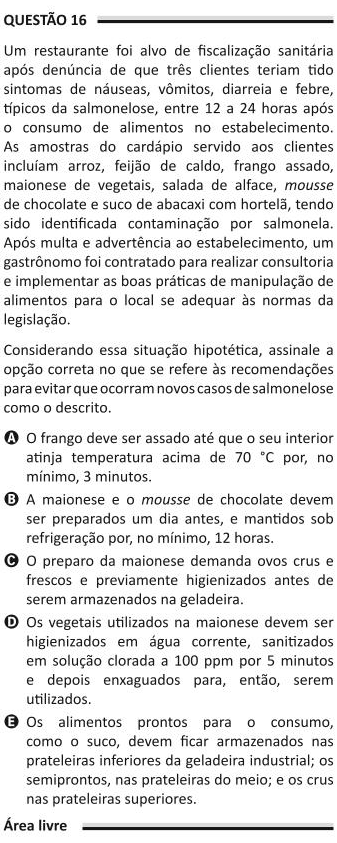 QUESTÃO 16
Um restaurante foi alvo de fiscalização sanitária
após denúncia de que três clientes teriam tido
sintomas de náuseas, vômitos, diarreia e febre,
típicos da salmonelose, entre 12 a 24 horas após
o consumo de alimentos no estabelecimento.
As amostras do cardápio servido aos clientes
incluíam arroz, feijão de caldo, frango assado,
maionese de vegetais, salada de alface, mousse
de chocolate e suco de abacaxi com hortelã, tendo
sido identificada contaminação por salmonela.
Após multa e advertência ao estabelecimento, um
gastrônomo foi contratado para realizar consultoria
e implementar as boas práticas de manipulação de
alimentos para o local se adequar às normas da
legislação.
Considerando essa situação hipotética, assinale a
opção correta no que se refere às recomendações
para evitar que ocorram novos casos de salmonelose
como o descrito.
A O frango deve ser assado até que o seu interior
atinja temperatura acima de 70 °C por, no
mínimo, 3 minutos.
B A maionese e o mousse de chocolate devem
ser preparados um dia antes, e mantidos sob
refrigeração por, no mínimo, 12 horas.
C O preparo da maionese demanda ovos crus e
frescos e previamente higienizados antes de
serem armazenados na geladeira.
D Os vegetais utilizados na maionese devem ser
higienizados em água corrente, sanitizados
em solução clorada a 100 ppm por 5 minutos
e depois enxaguados para, então, serem
utilizados.
E Os alimentos prontos para o consumo,
como o suco, devem ficar armazenados nas
prateleiras inferiores da geladeira industrial; os
semiprontos, nas prateleiras do meio; e os crus
nas prateleiras superiores.
Área livre